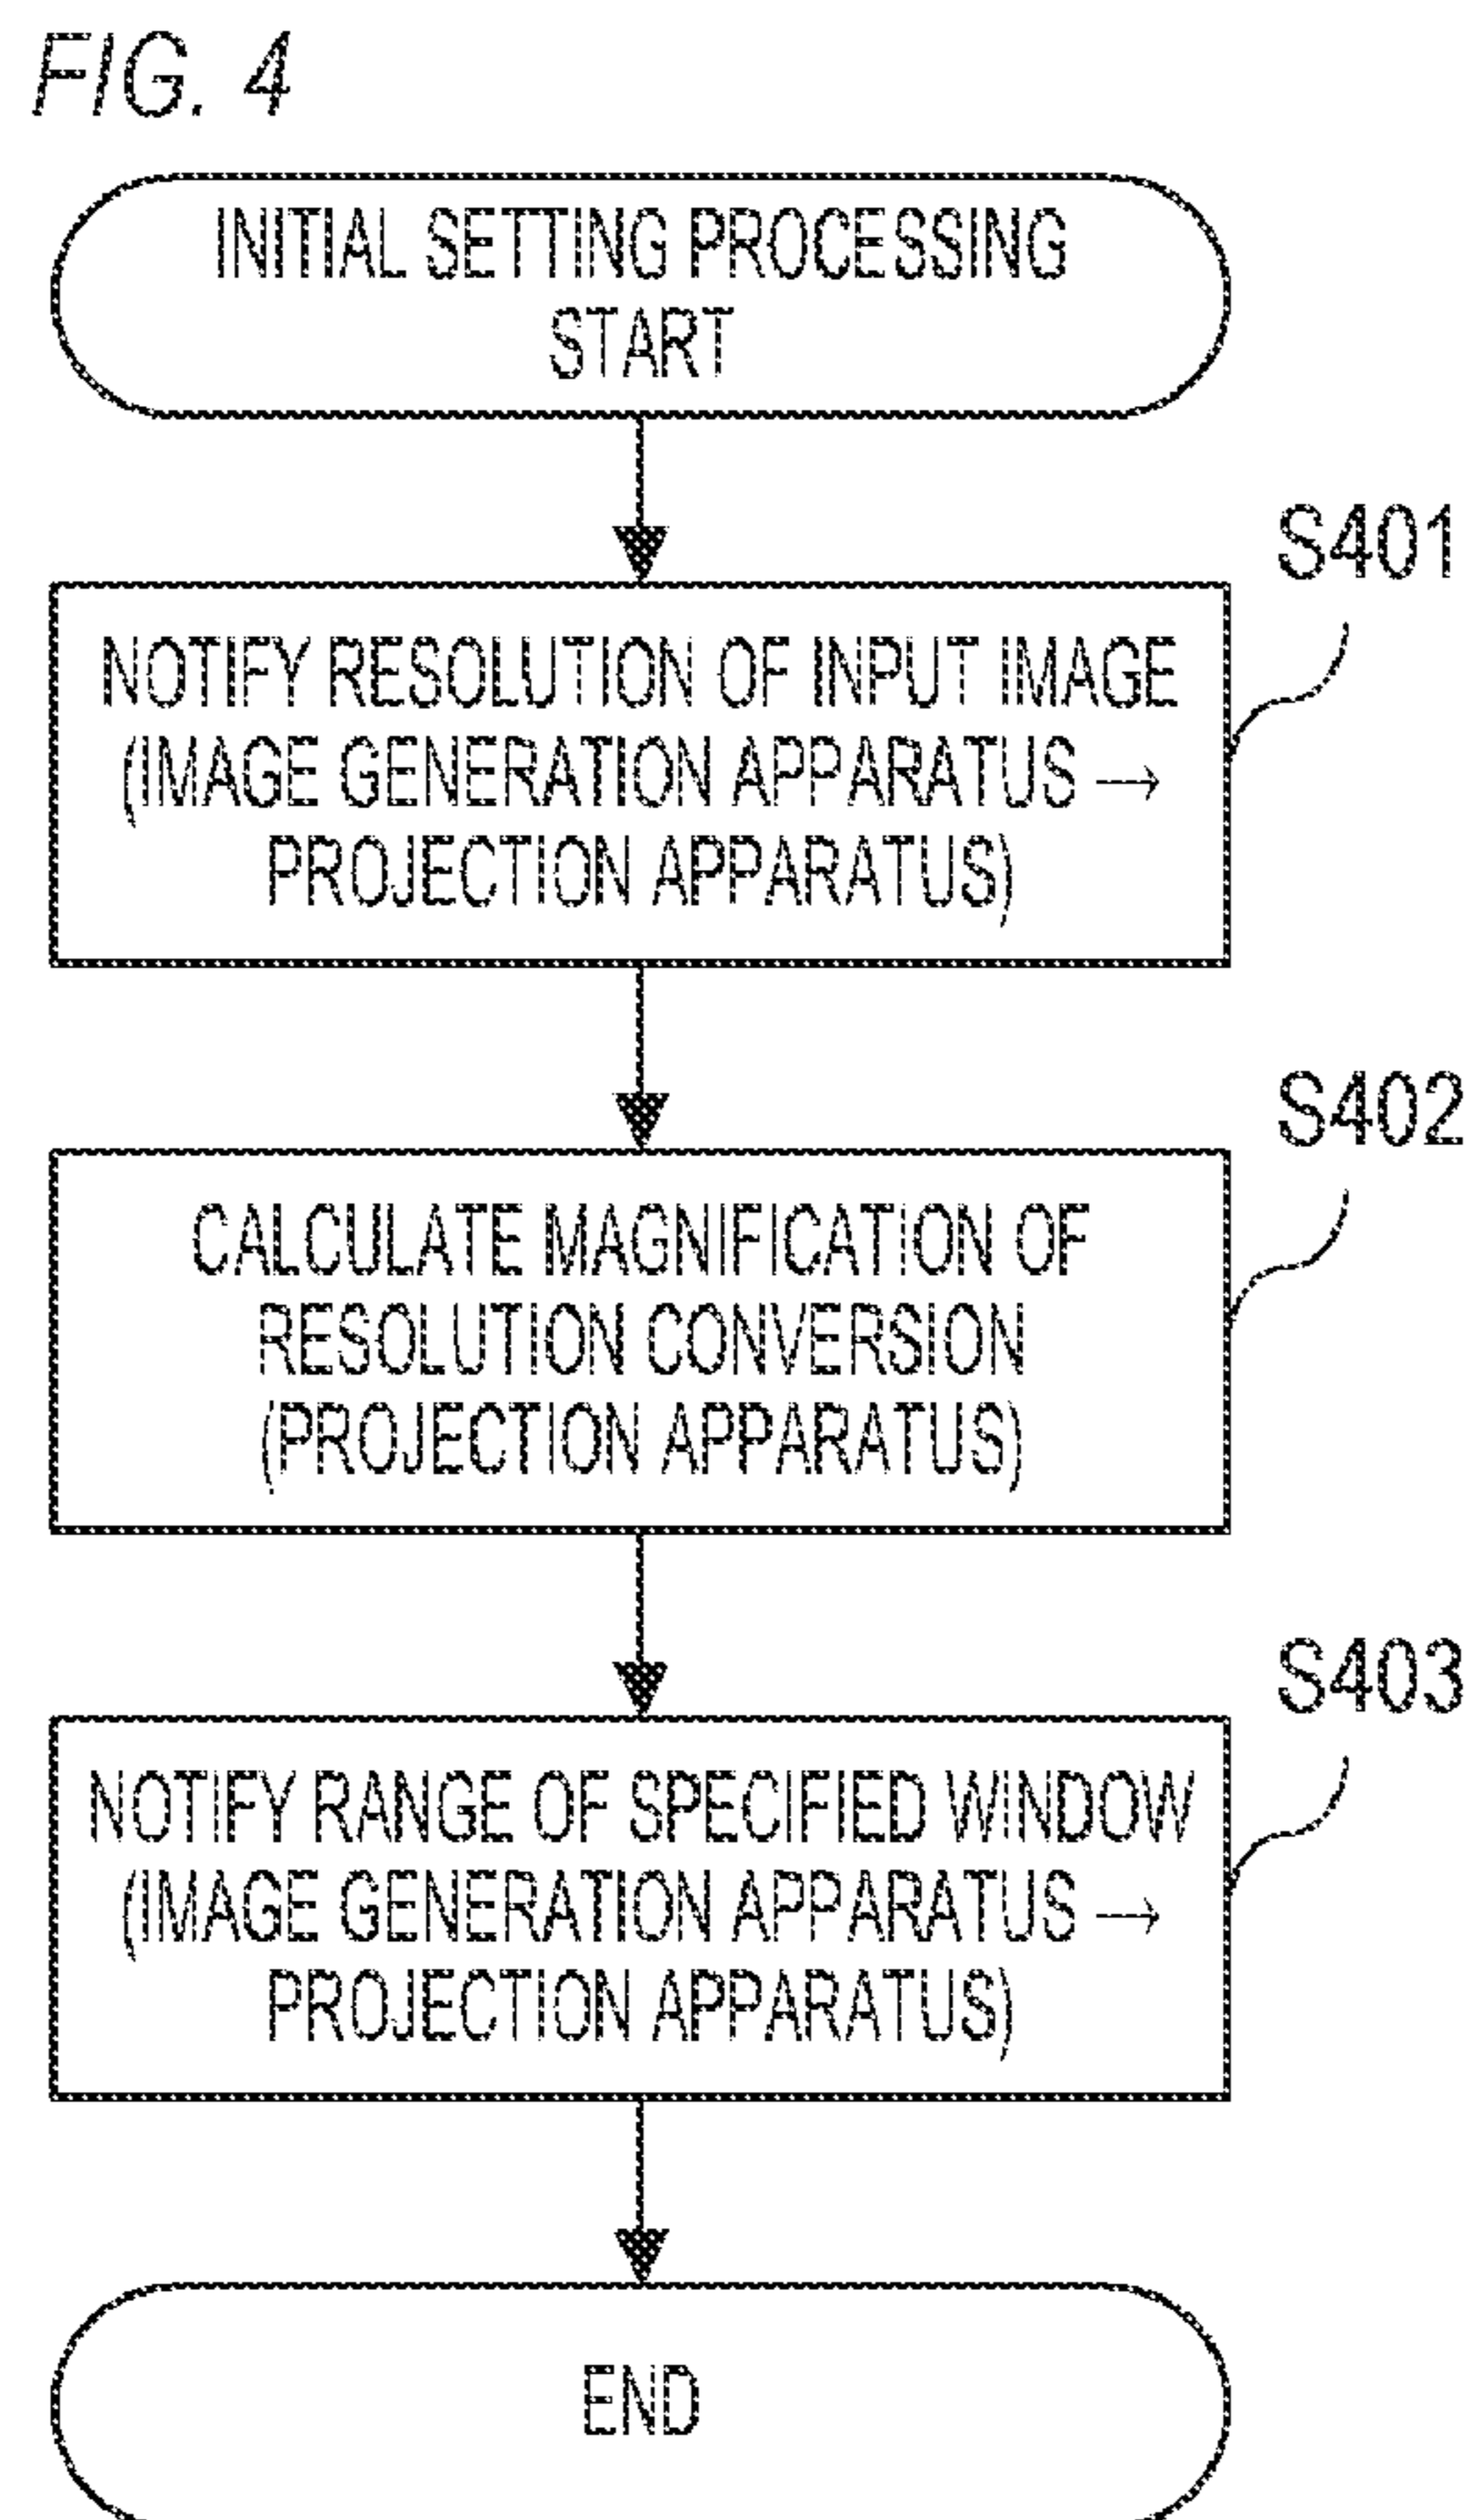 FIG. 4
INITIAL SETTING PROCESSING
START
S401
NOTIFY RESOLUTION OF INPUT IMAGE
(IMAGE GENERATION APPARATUS →
PROJECTION APPARATUS)
S402
CALCULATE MAGNIFICATION OF
RESOLUTION CONVERSION
(PROJECTION APPARATUS)
S403
NOTIFY RANGE OF SPECIFIED WINDOW
(IMAGE GENERATION APPARATUS →
PROJECTION APPARATUS)
END